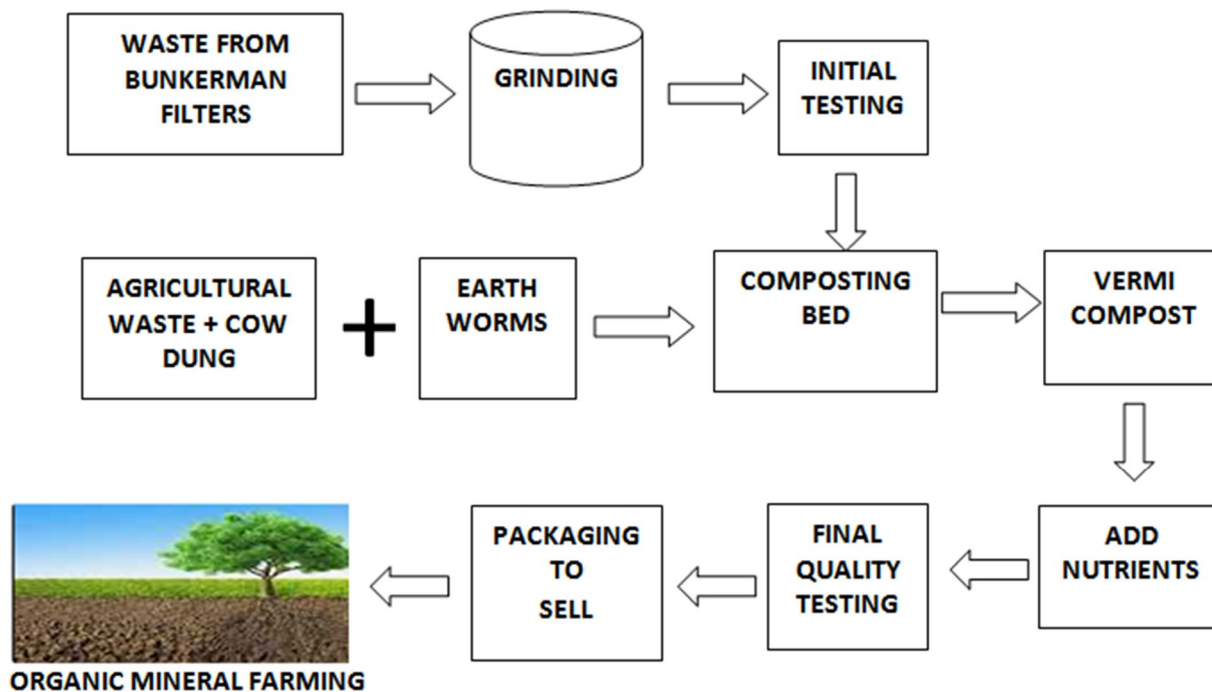 WASTE FROM
BUNKERMAN
FILTERS
GRINDING
INITIAL
TESTING
AGRICULTURAL
WASTE + COW
DUNG
+
EARTH
WORMS
COMPOSTING
BED
VERMI
COMPOST
ADD
NUTRIENTS
FINAL
QUALITY
TESTING
PACKAGING
TO
SELL
ORGANIC MINERAL FARMING